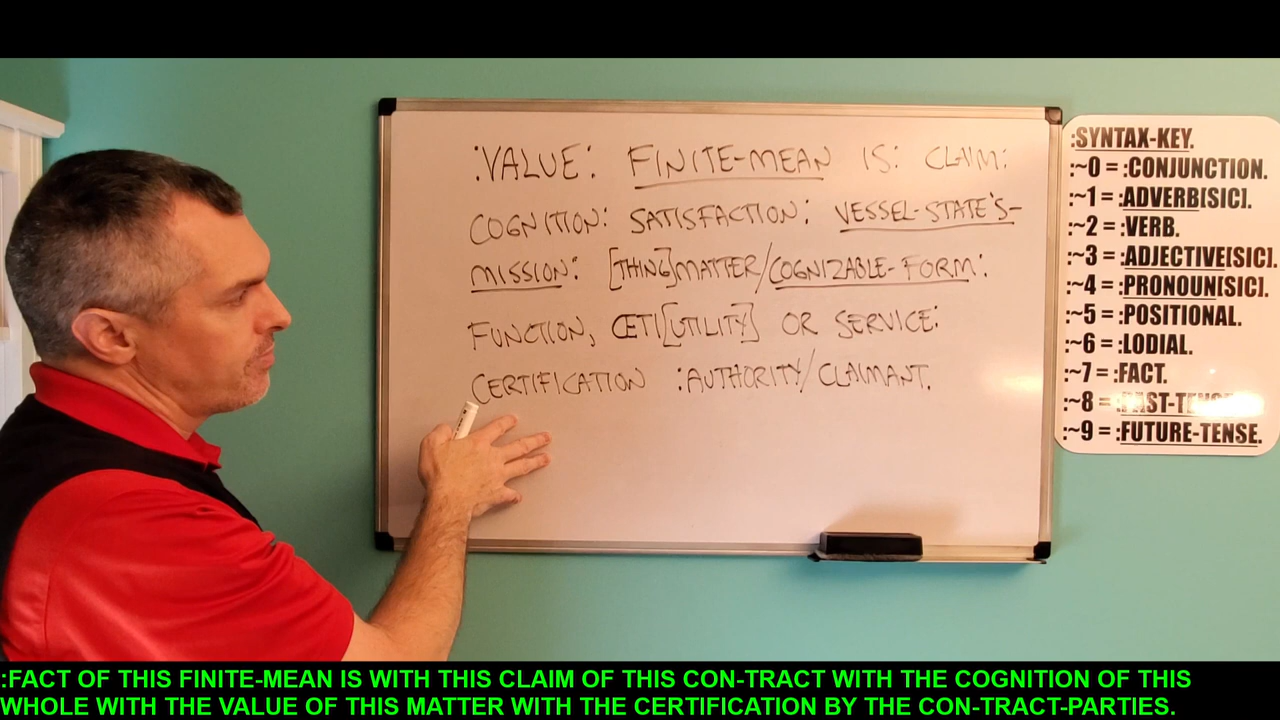 :VALUE: FINITE-MEAN IS: CLAIM:
COGNITION: SATISFACTION: VESSEL-STATE'S-
MISSION: [THING]MATTER/COGNIZABLE-FORM:
FUNCTION, ŒTI[UTILITY] OR SERVICE:
CERTIFICATION :AUTHORITY/CLAIMANT.
:SYNTAX-KEY.
:~0 = :CONJUNCTION.
:~1 = :ADVERB[SIC].
:~2 = :VERB.
:~3 = :ADJECTIVE[SIC].
:~4 = :PRONOUN[SIC].
:~5 = :POSITIONAL.
:~6 = :LODIAL.
:~7 = :FACT.
:~8 = :PAST-TENSE.
:~9 = :FUTURE-TENSE.
:FACT OF THIS FINITE-MEAN IS WITH THIS CLAIM OF THIS CON-TRACT WITH THE COGNITION OF THIS
WHOLE WITH THE VALUE OF THIS MATTER WITH THE CERTIFICATION BY THE CON-TRACT-PARTIES.